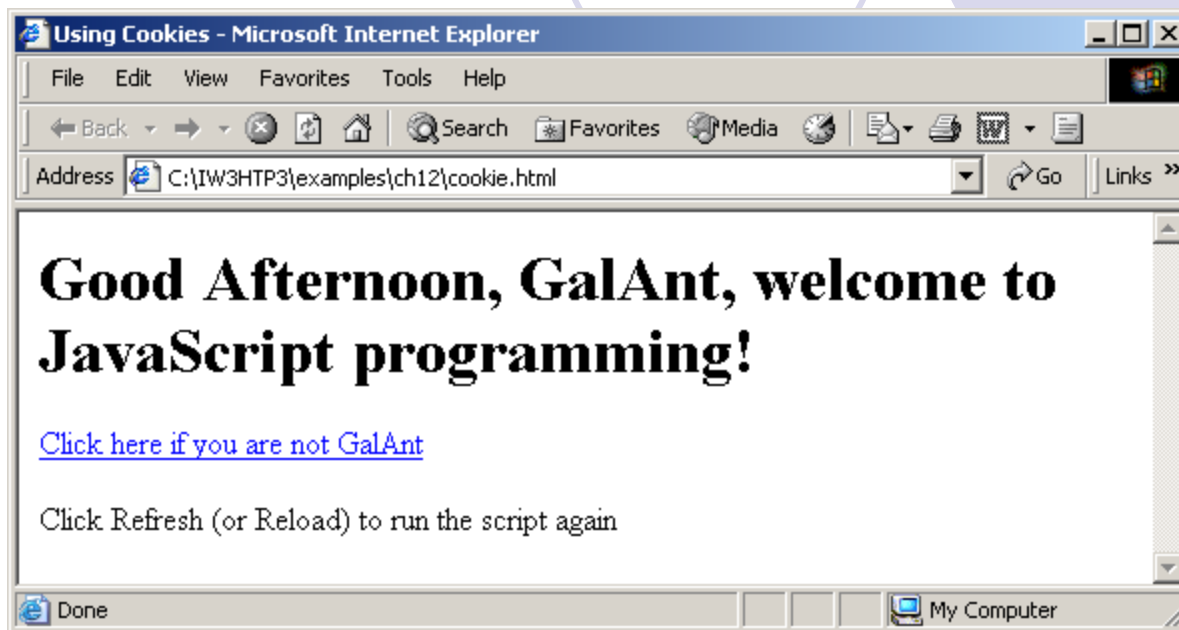 Using Cookies - Microsoft Internet Explorer
File Edit View Favorites Tools Help
Back Search Favorites Media
Address C:\IW3HTP3\examples\ch12\cookie.html Go Links »
Good Afternoon, GalAnt, welcome to
JavaScript programming!
Click here if you are not GalAnt
Click Refresh (or Reload) to run the script again
Done My Computer